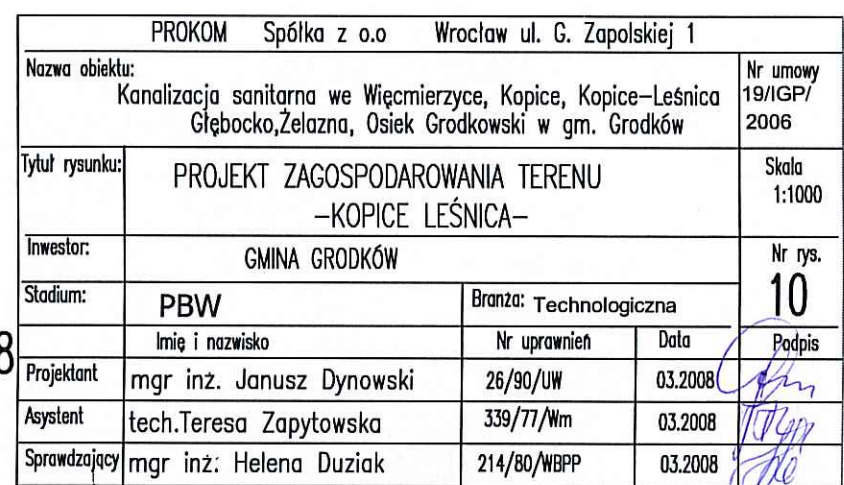 PROKOM Spółka z o.o Wrocław ul. G. Zapolskiej 1
Nazwa obiektu:
Kanalizacja sanitarna we Więcmierzyce, Kopice, Kopice-Leśnica
Głębocko,Żelazna, Osiek Grodkowski w gm. Grodków
Nr umowy
19/IGP/
2006
Tytuł rysunku:
PROJEKT ZAGOSPODAROWANIA TERENU
-KOPICE LEŚNICA-
Skala
1:1000
Inwestor:
GMINA GRODKÓW
Nr rys.
10
Stadium:
PBW
Branża: Technologiczna
8
Imię i nazwisko Nr uprawnień Data Podpis
Projektant mgr inż. Janusz Dynowski 26/90/UW 03.2008
Asystent tech.Teresa Zapytowska 339/77/Wm 03.2008
Sprawdzający mgr inż: Helena Duziak 214/80/WBPP 03.2008